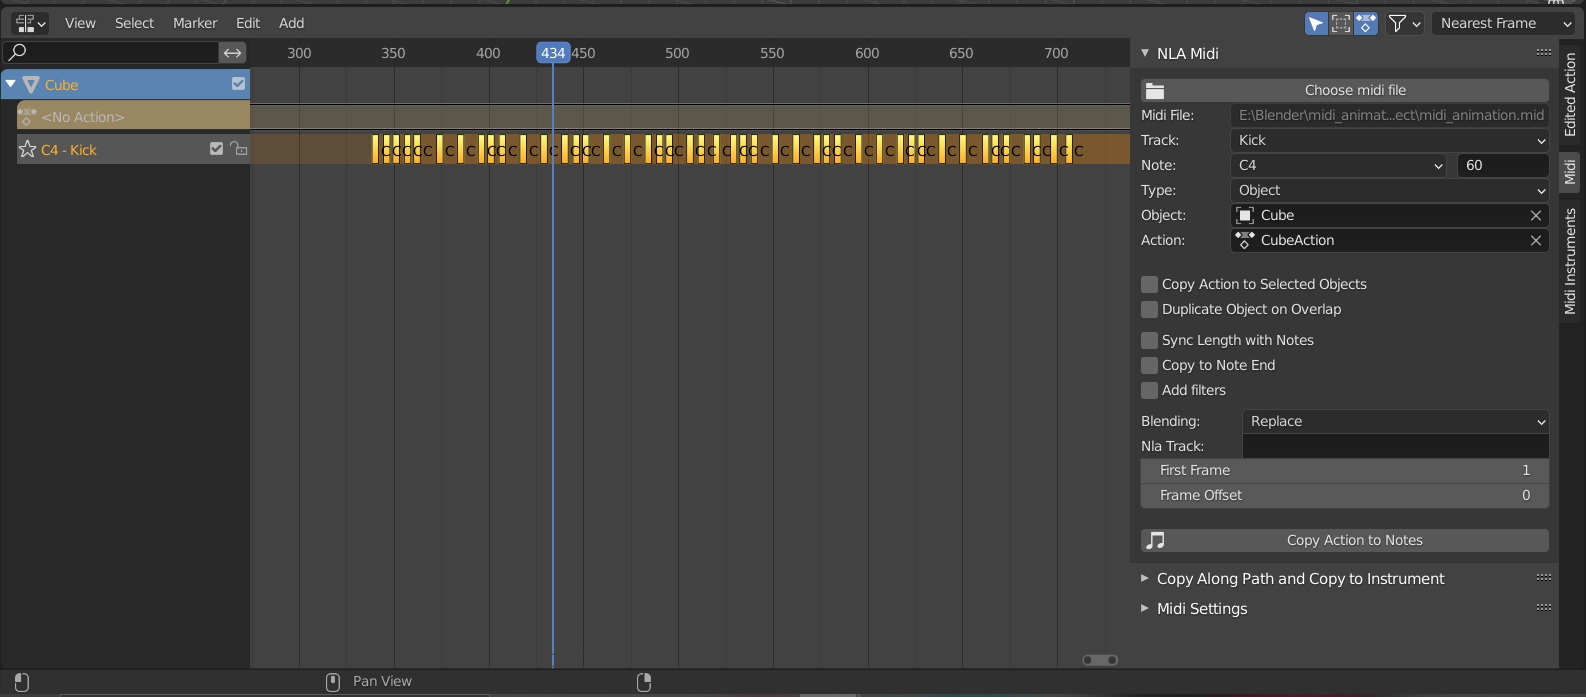 View Select Marker Edit Add Nearest Frame
300 350 400 434 450 500 550 600 650 700
Cube
<No Action>
C4 - Kick
C C C C C C C C C C C C C C C C C C C C C C C C C C C C C C C C C C C C C C C C C C
NLA Midi
Choose midi file
Midi File: E:\Blender\midi_animat...ect\midi_animation.mid
Track: Kick
Note: C4 60
Type: Object
Object: Cube
Action: CubeAction
Copy Action to Selected Objects
Duplicate Object on Overlap
Sync Length with Notes
Copy to Note End
Add filters
Blending: Replace
Nla Track:
First Frame 1
Frame Offset 0
Copy Action to Notes
Copy Along Path and Copy to Instrument
Midi Settings
Edited Action
Midi
Midi Instruments
Pan View